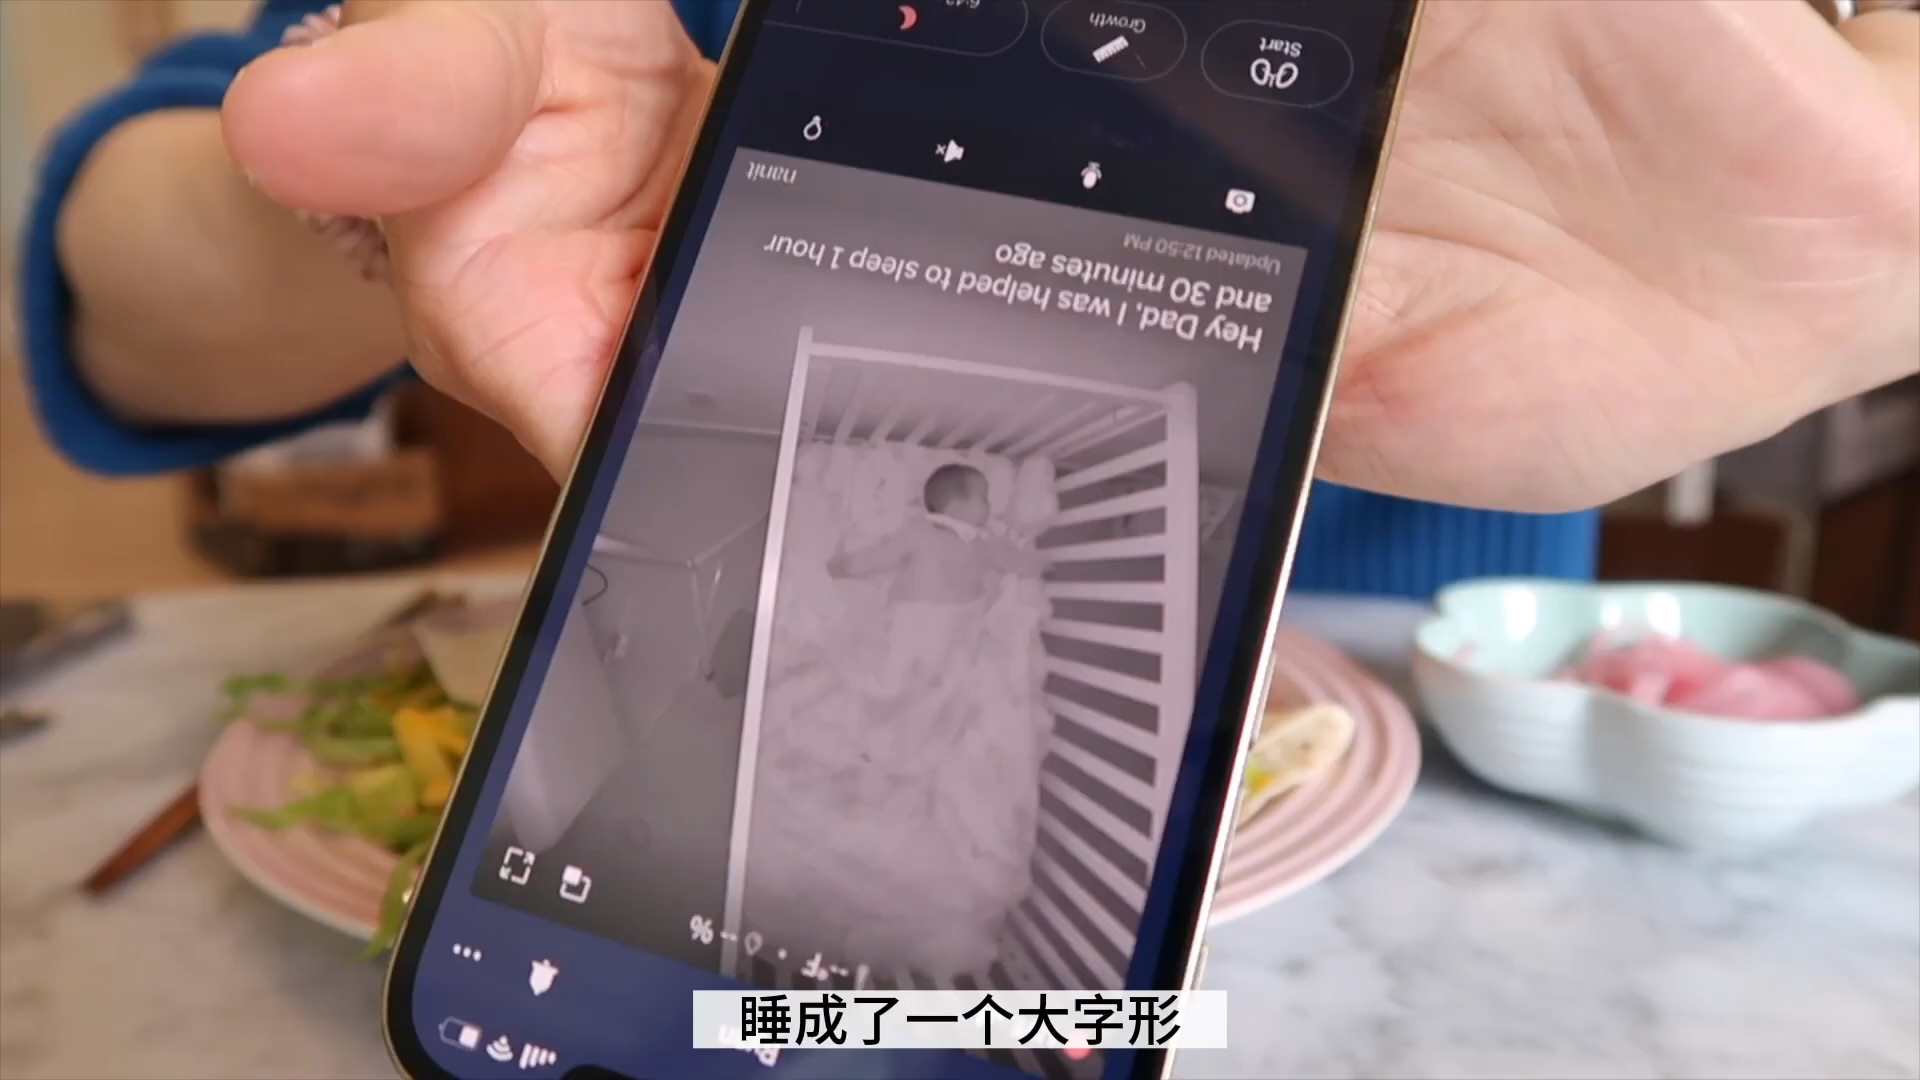 睡成了一个大字形
--°F · --%
Hey Dad, I was helped to sleep 1 hour
and 30 minutes ago
Updated 12:50 PM
nanit
Start
Growth